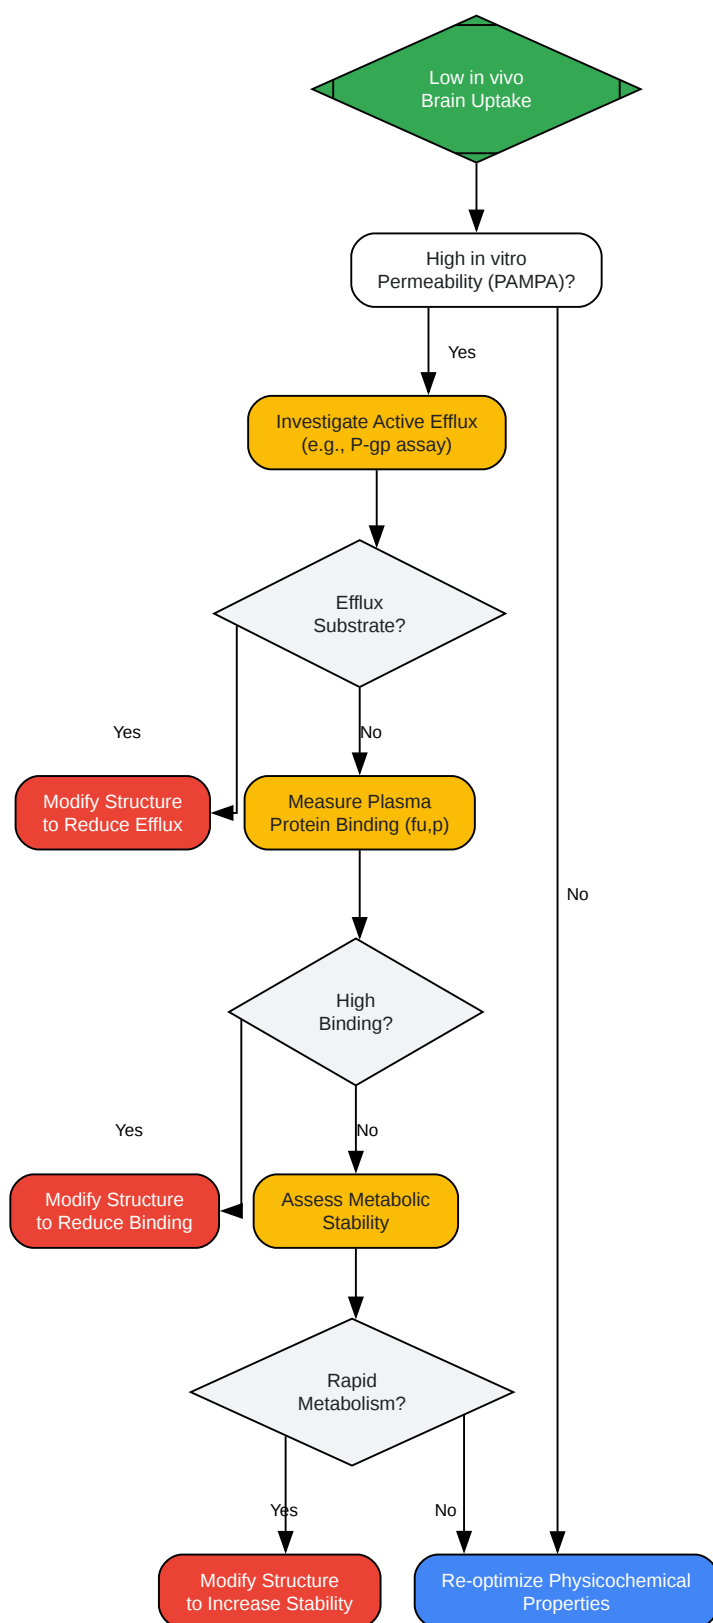 Low in vivo
Brain Uptake
High in vitro
Permeability (PAMPA)?
Yes
Investigate Active Efflux
(e.g., P-gp assay)
Efflux
Substrate?
Yes
No
Modify Structure
to Reduce Efflux
Measure Plasma
Protein Binding (fu,p)
No
High
Binding?
Yes
No
Modify Structure
to Reduce Binding
Assess Metabolic
Stability
Rapid
Metabolism?
Yes
No
Modify Structure
to Increase Stability
Re-optimize Physicochemical
Properties